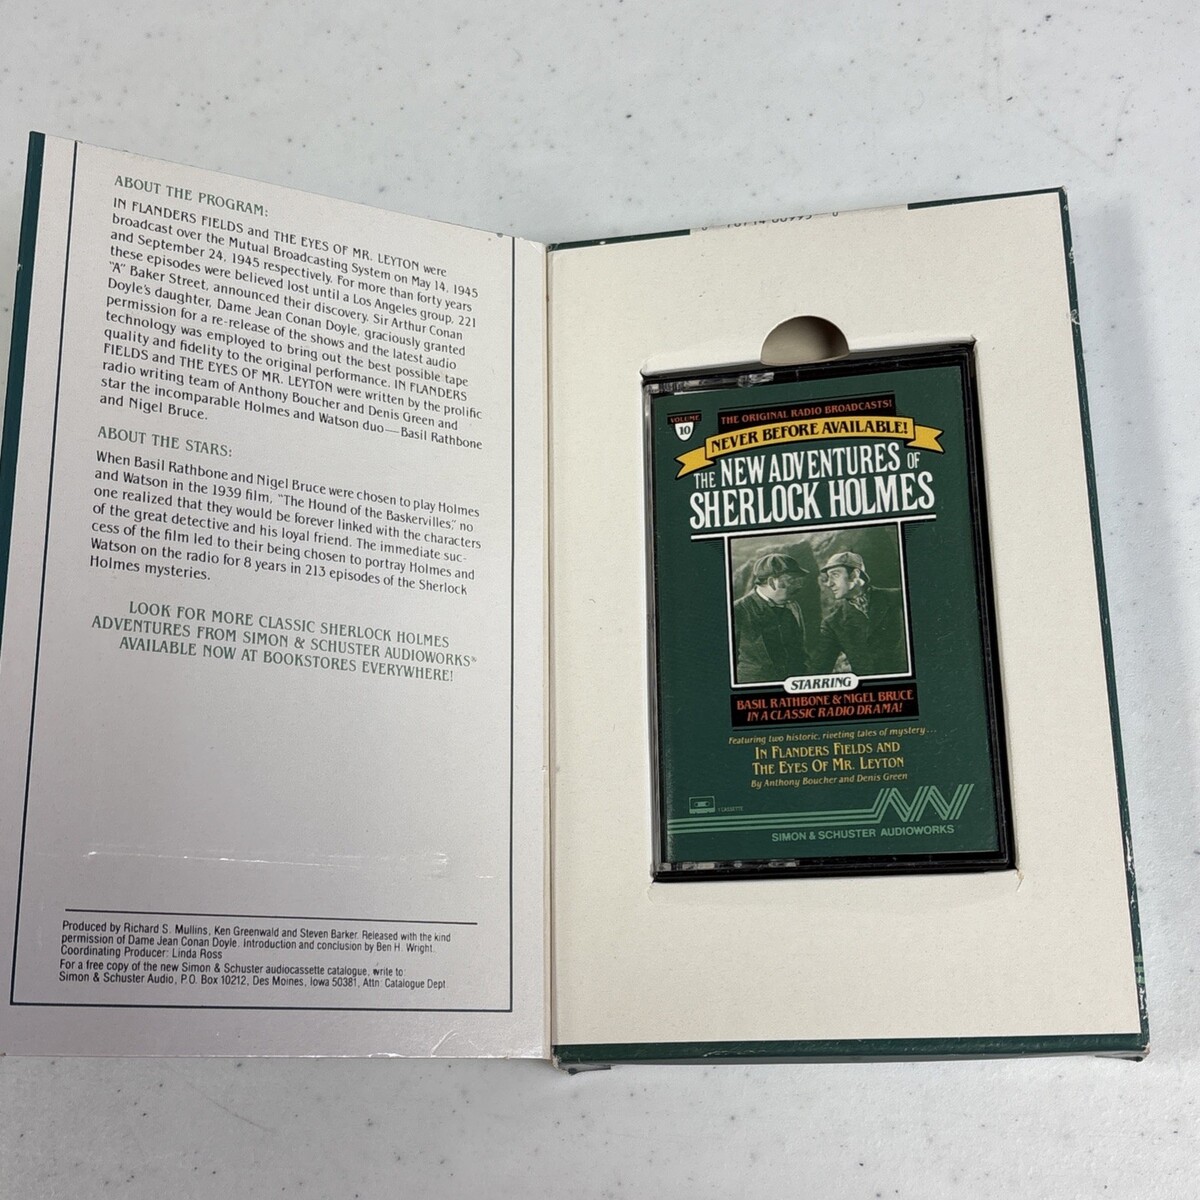 ABOUT THE PROGRAM:
IN FLANDERS FIELDS and THE EYES OF MR. LEYTON were
broadcast over the Mutual Broadcasting System on May 14, 1945
and September 24, 1945 respectively. For more than forty years
these episodes were believed lost until a Los Angeles group, 221
"A" Baker Street, announced their discovery. Sir Arthur Conan
Doyle's daughter, Dame Jean Conan Doyle, graciously granted
permission for a re-release of the shows and the latest audio
technology was employed to bring out the best possible tape
quality and fidelity to the original performance. IN FLANDERS
FIELDS and THE EYES OF MR. LEYTON were written by the prolific
radio writing team of Anthony Boucher and Denis Green and
star the incomparable Holmes and Watson duo—Basil Rathbone
and Nigel Bruce.
ABOUT THE STARS:
When Basil Rathbone and Nigel Bruce were chosen to play Holmes
and Watson in the 1939 film, "The Hound of the Baskervilles," no
one realized that they would be forever linked with the characters
of the great detective and his loyal friend. The immediate suc-
cess of the film led to their being chosen to portray Holmes and
Watson on the radio for 8 years in 213 episodes of the Sherlock
Holmes mysteries.
LOOK FOR MORE CLASSIC SHERLOCK HOLMES
ADVENTURES FROM SIMON & SCHUSTER AUDIOWORKS®
AVAILABLE NOW AT BOOKSTORES EVERYWHERE!
Produced by Richard S. Mullins, Ken Greenwald and Steven Barker. Released with the kind
permission of Dame Jean Conan Doyle. Introduction and conclusion by Ben H. Wright.
Coordinating Producer: Linda Ross
For a free copy of the new Simon & Schuster audiocassette catalogue, write to:
Simon & Schuster Audio, P.O. Box 10212, Des Moines, Iowa 50381, Attn: Catalogue Dept.
VOLUME
10
THE ORIGINAL RADIO BROADCASTS!
NEVER BEFORE AVAILABLE!
THE NEW ADVENTURES OF
SHERLOCK HOLMES
STARRING
BASIL RATHBONE & NIGEL BRUCE
IN A CLASSIC RADIO DRAMA!
Featuring two historic, riveting tales of mystery...
IN FLANDERS FIELDS AND
THE EYES OF MR. LEYTON
By Anthony Boucher and Denis Green
1 CASSETTE
SIMON & SCHUSTER AUDIOWORKS